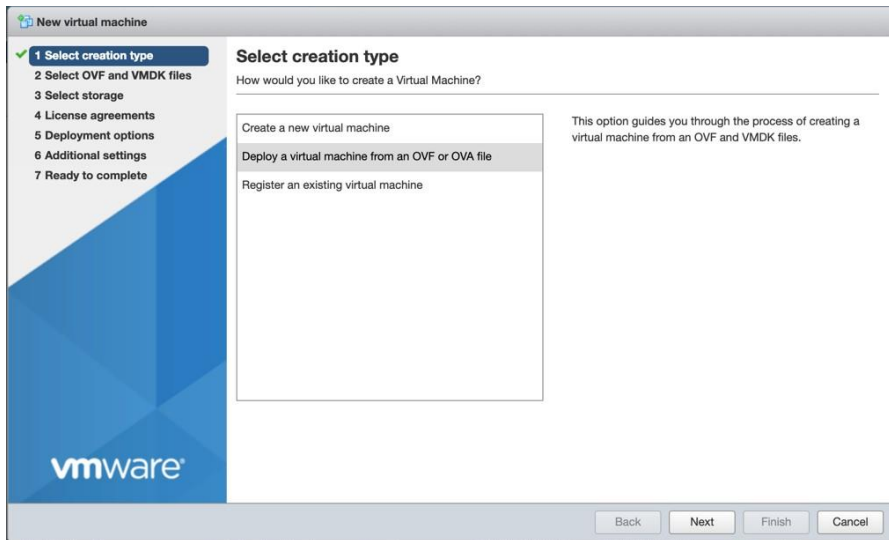 New virtual machine
1 Select creation type
2 Select OVF and VMDK files
3 Select storage
4 License agreements
5 Deployment options
6 Additional settings
7 Ready to complete
vmware®
Select creation type
How would you like to create a Virtual Machine?
Create a new virtual machine
Deploy a virtual machine from an OVF or OVA file
Register an existing virtual machine
This option guides you through the process of creating a
virtual machine from an OVF and VMDK files.
Back
Next
Finish
Cancel